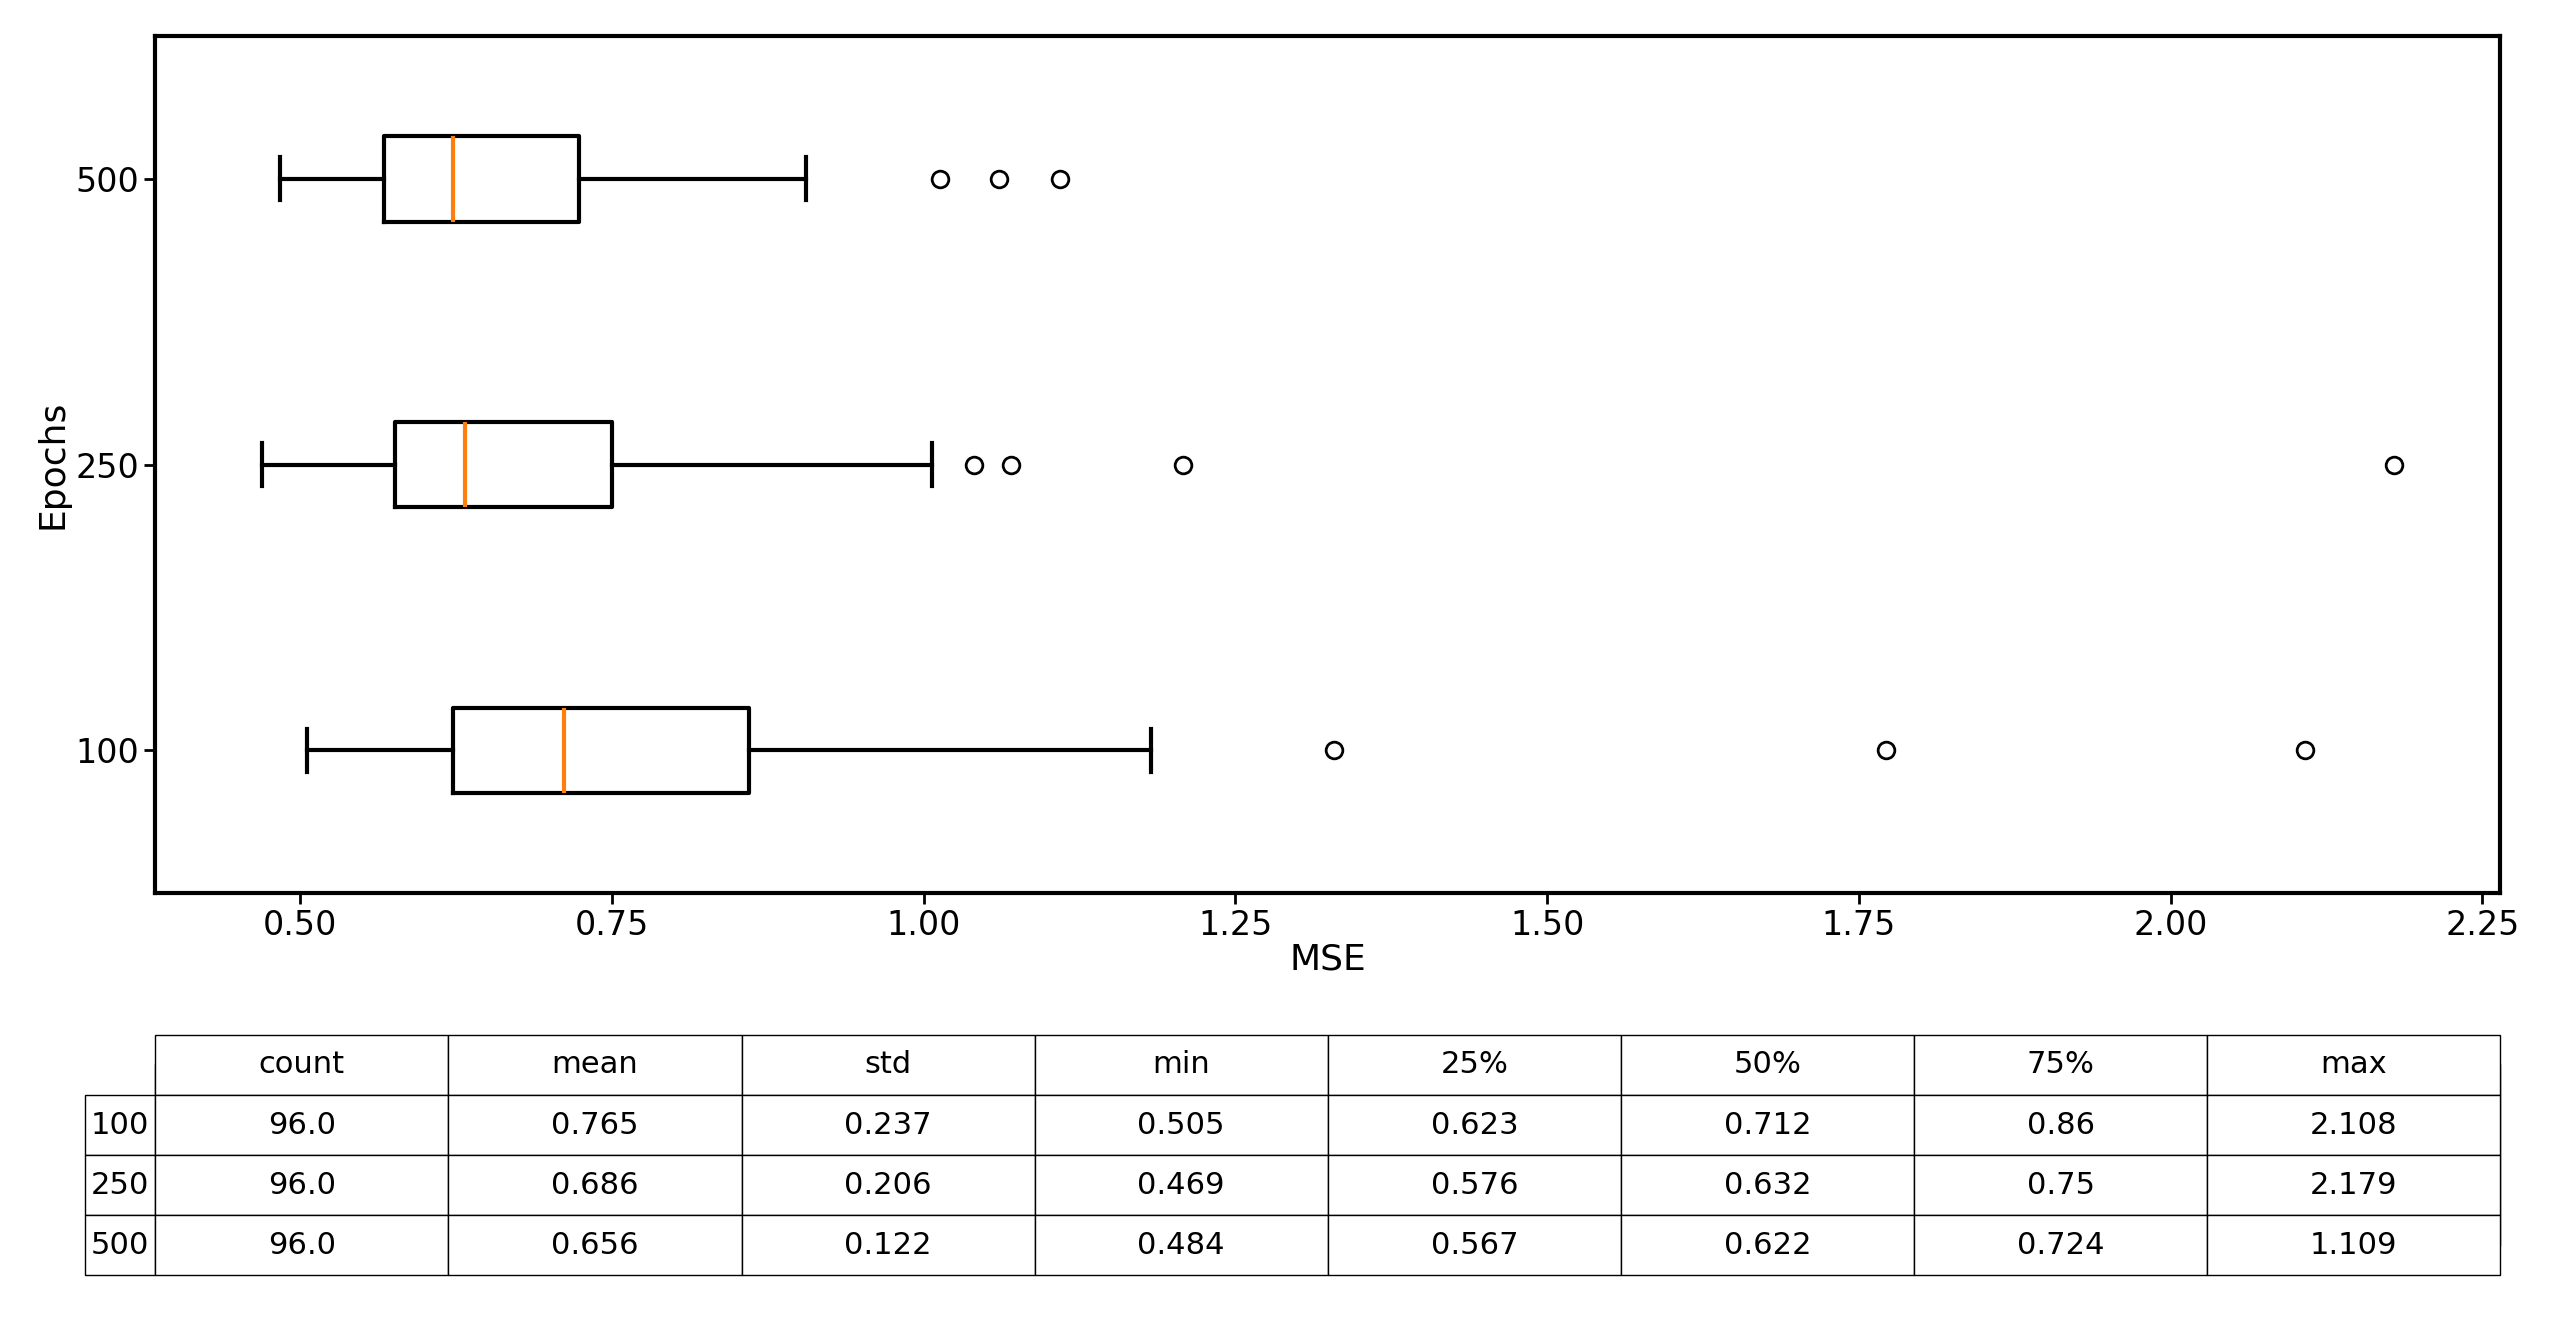 500
Epochs
250
100
0.50 0.75 1.00 1.25 1.50 1.75 2.00 2.25
MSE
count mean std min 25% 50% 75% max
100 96.0 0.765 0.237 0.505 0.623 0.712 0.86 2.108
250 96.0 0.686 0.206 0.469 0.576 0.632 0.75 2.179
500 96.0 0.656 0.122 0.484 0.567 0.622 0.724 1.109